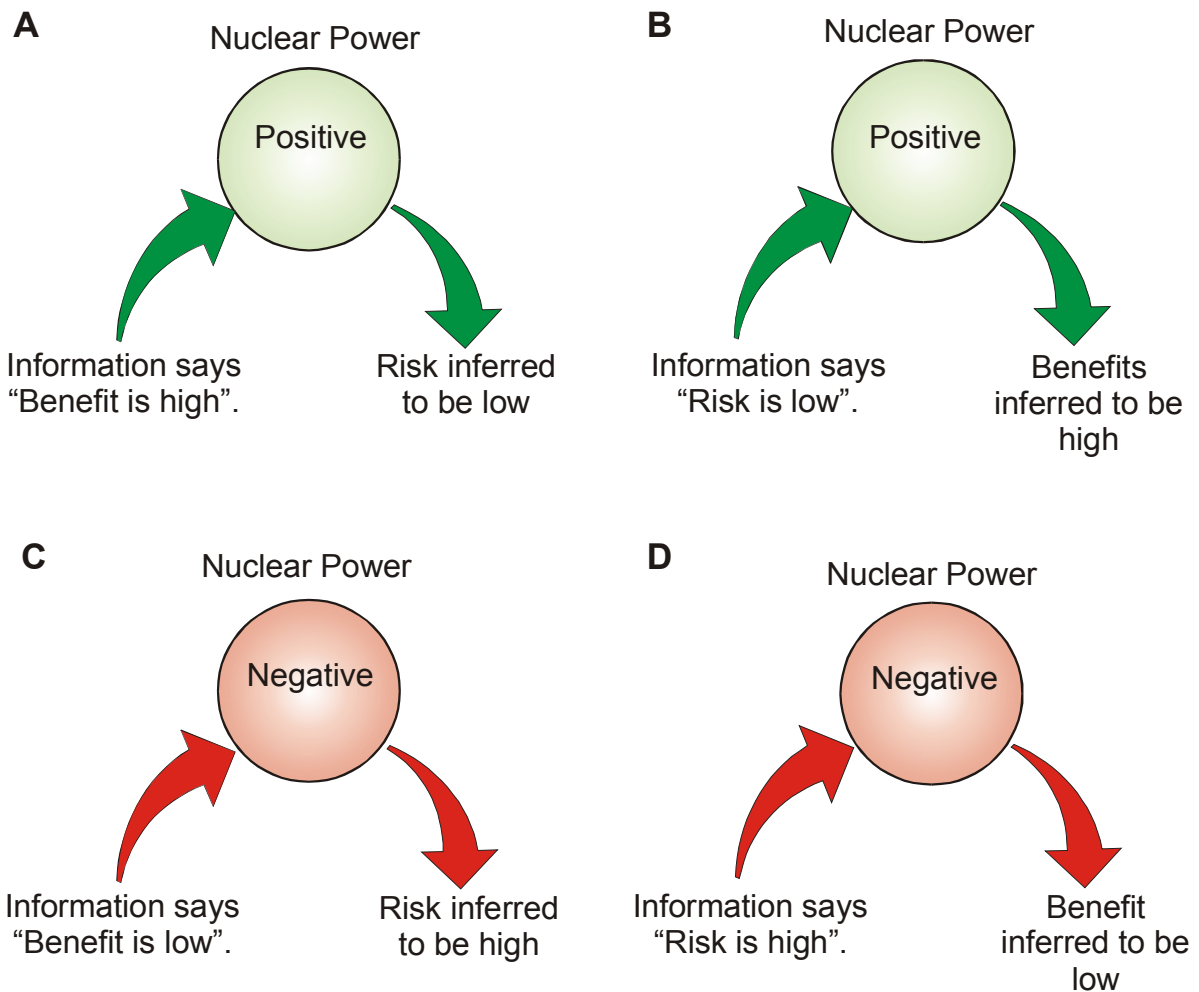 A
Nuclear Power
Positive
Information says
“Benefit is high”.
Risk inferred
to be low
B
Nuclear Power
Positive
Information says
“Risk is low”.
Benefits
inferred to be
high
C
Nuclear Power
Negative
Information says
“Benefit is low”.
Risk inferred
to be high
D
Nuclear Power
Negative
Information says
“Risk is high”.
Benefit
inferred to be
low